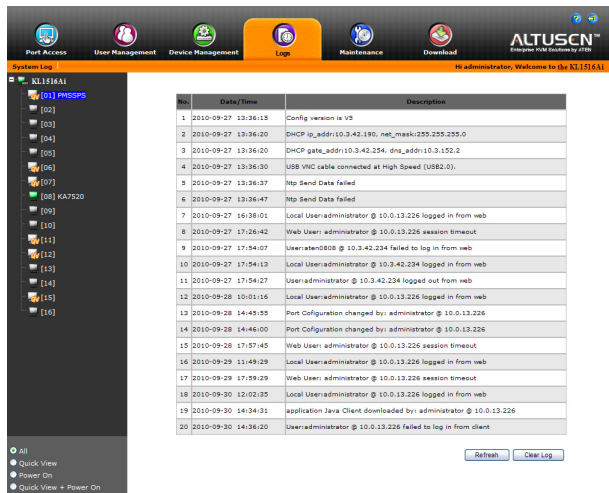 ALTUSCN™
Enterprise KVM Solutions by ATEN
Port Access
User Management
Device Management
Logs
Maintenance
Download
System Log
Hi administrator, Welcome to the KL1516Ai
KL1516Ai
[01] PMSSPS
[02]
[03]
[04]
[05]
[06]
[07]
[08] KA7520
[09]
[10]
[11]
[12]
[13]
[14]
[15]
[16]
No. Date/Time Description
1 2010-09-27 13:36:15 Config version is V5
2 2010-09-27 13:36:20 DHCP ip_addr:10.3.42.190, net_mask:255.255.255.0
3 2010-09-27 13:36:20 DHCP gate_addr:10.3.42.254, dns_addr:10.3.152.2
4 2010-09-27 13:36:30 USB VNC cable connected at High Speed (USB2.0).
5 2010-09-27 13:36:37 Ntp Send Data failed
6 2010-09-27 13:36:47 Ntp Send Data failed
7 2010-09-27 16:38:01 Local User:administrator @ 10.0.13.226 logged in from web
8 2010-09-27 17:26:42 Web User: administrator @ 10.0.13.226 session timeout
9 2010-09-27 17:54:07 User:aten0808 @ 10.3.42.234 failed to log in from web
10 2010-09-27 17:54:13 Local User:administrator @ 10.3.42.234 logged in from web
11 2010-09-27 17:54:27 User:administrator @ 10.3.42.234 logged out from web
12 2010-09-28 10:01:16 Local User:administrator @ 10.0.13.226 logged in from web
13 2010-09-28 14:45:55 Port Cofiguration changed by: administrator @ 10.0.13.226
14 2010-09-28 14:46:00 Port Cofiguration changed by: administrator @ 10.0.13.226
15 2010-09-28 17:57:45 Web User: administrator @ 10.0.13.226 session timeout
16 2010-09-29 11:49:29 Local User:administrator @ 10.0.13.226 logged in from web
17 2010-09-29 17:59:29 Web User: administrator @ 10.0.13.226 session timeout
18 2010-09-30 12:02:35 Local User:administrator @ 10.0.13.226 logged in from web
19 2010-09-30 14:34:31 application Java Client downloaded by: administrator @ 10.0.13.226
20 2010-09-30 14:36:20 User:administrator @ 10.0.13.226 failed to log in from client
Refresh Clear Log
All
Quick View
Power On
Quick View + Power On